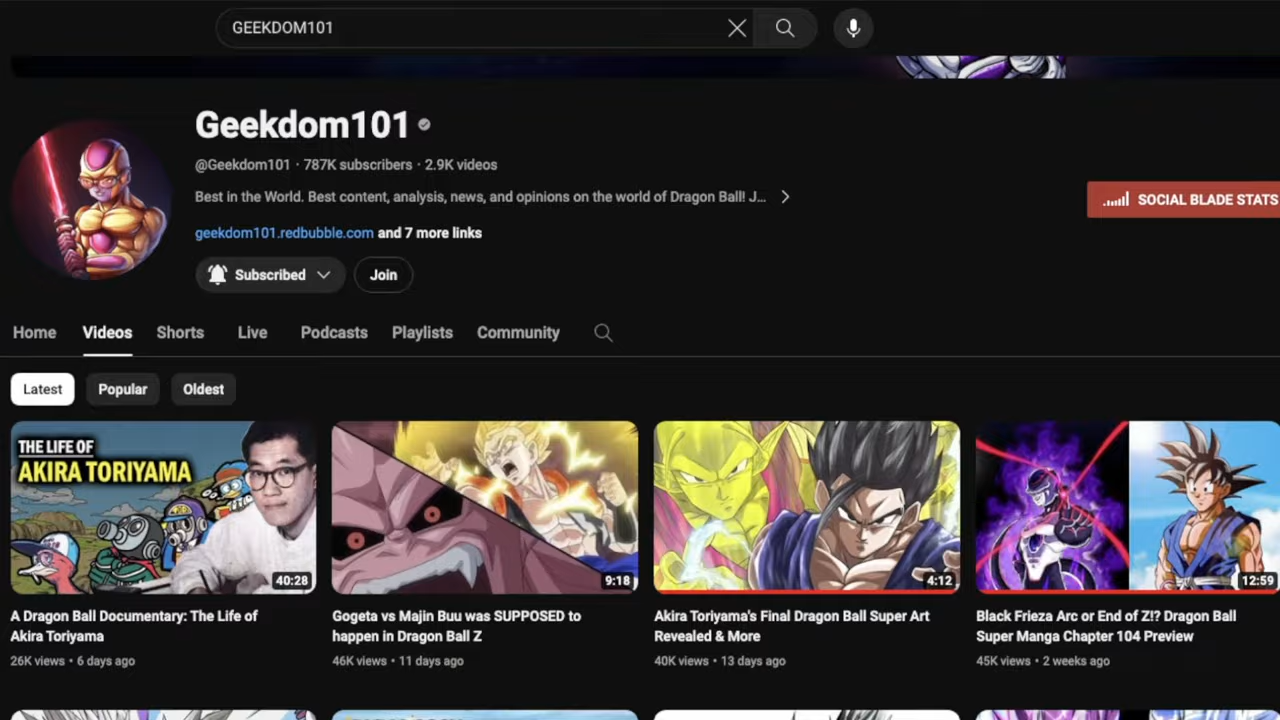 GEEKDOM101
Geekdom101
@Geekdom101 · 787K subscribers · 2.9K videos
Best in the World. Best content, analysis, news, and opinions on the world of Dragon Ball! J...
SOCIAL BLADE STATS
geekdom101.redbubble.com and 7 more links
Subscribed
Join
Home Videos Shorts Live Podcasts Playlists Community
Latest Popular Oldest
THE LIFE OF
AKIRA TORIYAMA
40:28
9:18
4:12
12:59
A Dragon Ball Documentary: The Life of
Akira Toriyama
26K views • 6 days ago
Gogeta vs Majin Buu was SUPPOSED to
happen in Dragon Ball Z
46K views • 11 days ago
Akira Toriyama's Final Dragon Ball Super Art
Revealed & More
40K views • 13 days ago
Black Frieza Arc or End of Z!? Dragon Ball
Super Manga Chapter 104 Preview
45K views • 2 weeks ago